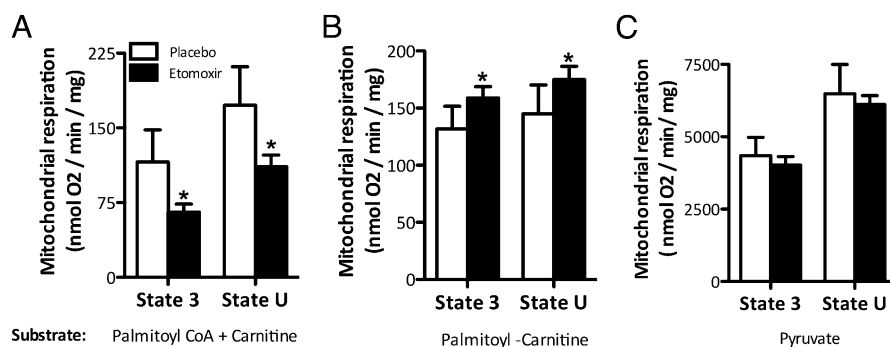 A
Mitochondrial respiration
(nmol O2 / min / mg)
225
150
75
0
Placebo
Etomoxir
*
*
State 3 State U
B
Mitochondrial respiration
(nmol O2 / min / mg)
200
150
100
50
0
*
*
State 3 State U
C
Mitochondrial respiration
( nmol O2 / min / mg)
7500
5000
2500
0
State 3 State U
Substrate: Palmitoyl CoA + Carnitine Palmitoyl -Carnitine Pyruvate